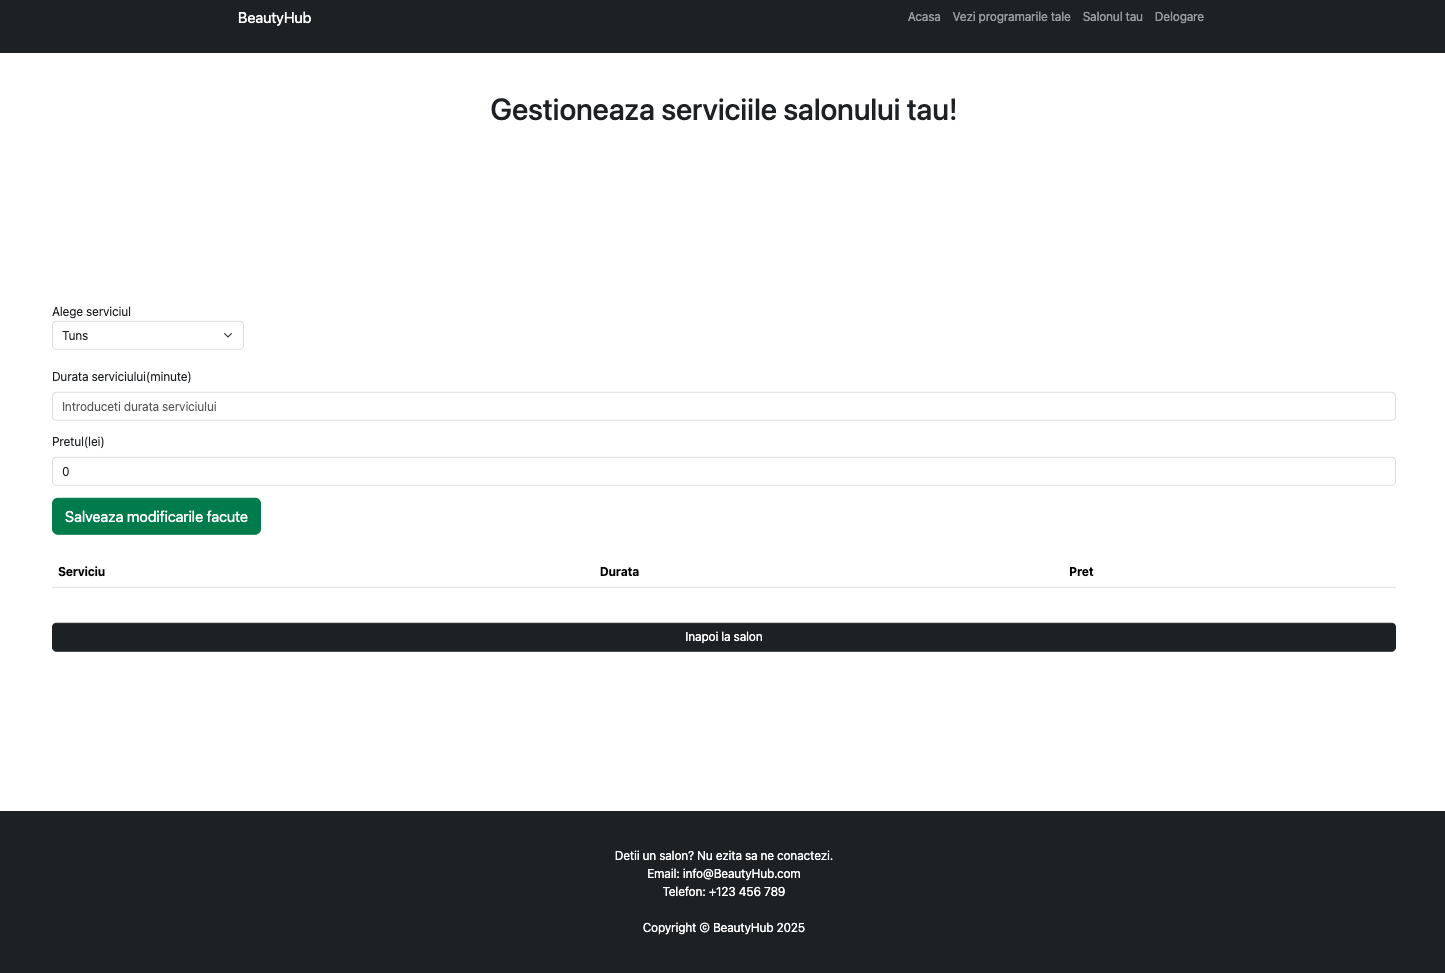 BeautyHub
Acasa Vezi programarile tale Salonul tau Delogare
Gestioneaza serviciile salonului tau!
Alege serviciul
Tuns
Durata serviciului(minute)
Introduceti durata serviciului
Pretul(lei)
0
Salveaza modificarile facute
Serviciu Durata Pret
Inapoi la salon
Detii un salon? Nu ezita sa ne conactezi.
Email: info@BeautyHub.com
Telefon: +123 456 789
Copyright © BeautyHub 2025